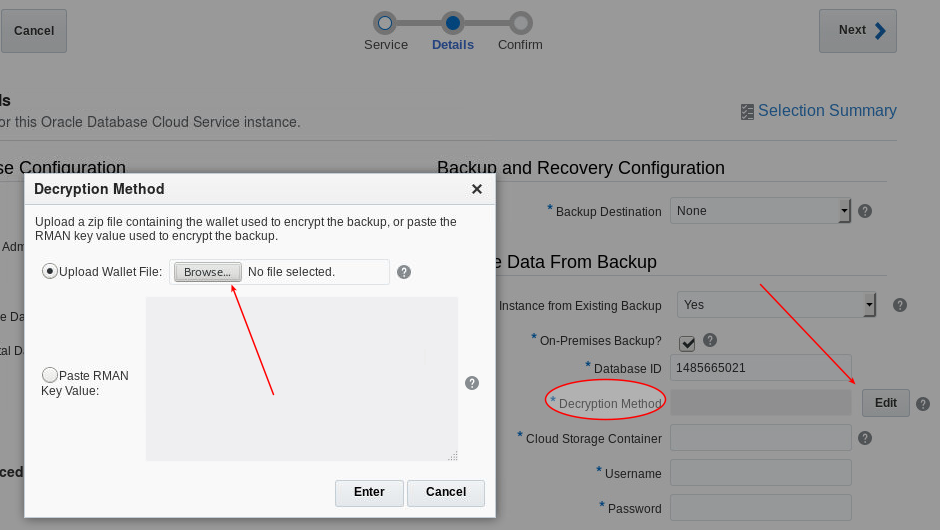 Cancel
Service
Details
Confirm
Next
ls
or this Oracle Database Cloud Service instance.
Selection Summary
se Configuration
Backup and Recovery Configuration
* Backup Destination None ?
Adm
e Da
tal D
ced
e Data From Backup
Instance from Existing Backup Yes ?
* On-Premises Backup? ?
* Database ID 1485665021
* Decryption Method Edit ?
* Cloud Storage Container ?
* Username
* Password
Decryption Method ×
Upload a zip file containing the wallet used to encrypt the backup, or paste the
RMAN key value used to encrypt the backup.
Upload Wallet File: Browse... No file selected. ?
Paste RMAN
Key Value: ?
Enter
Cancel